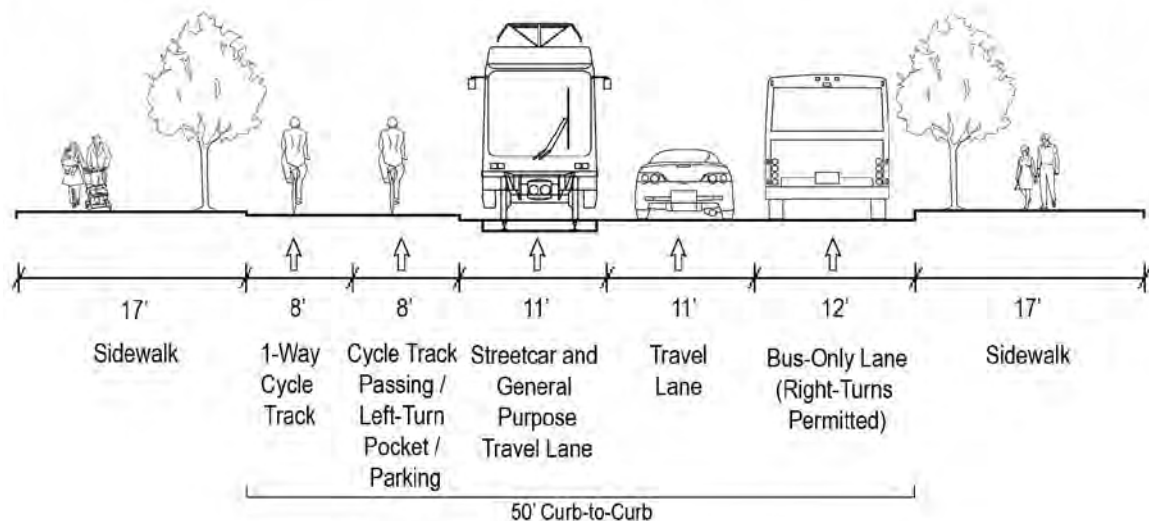 17'
8'
8'
11'
11'
12'
17'
Sidewalk
1-Way
Cycle
Track
Cycle Track
Passing /
Left-Turn
Pocket /
Parking
Streetcar and
General
Purpose
Travel Lane
Travel
Lane
Bus-Only Lane
(Right-Turns
Permitted)
Sidewalk
50' Curb-to-Curb